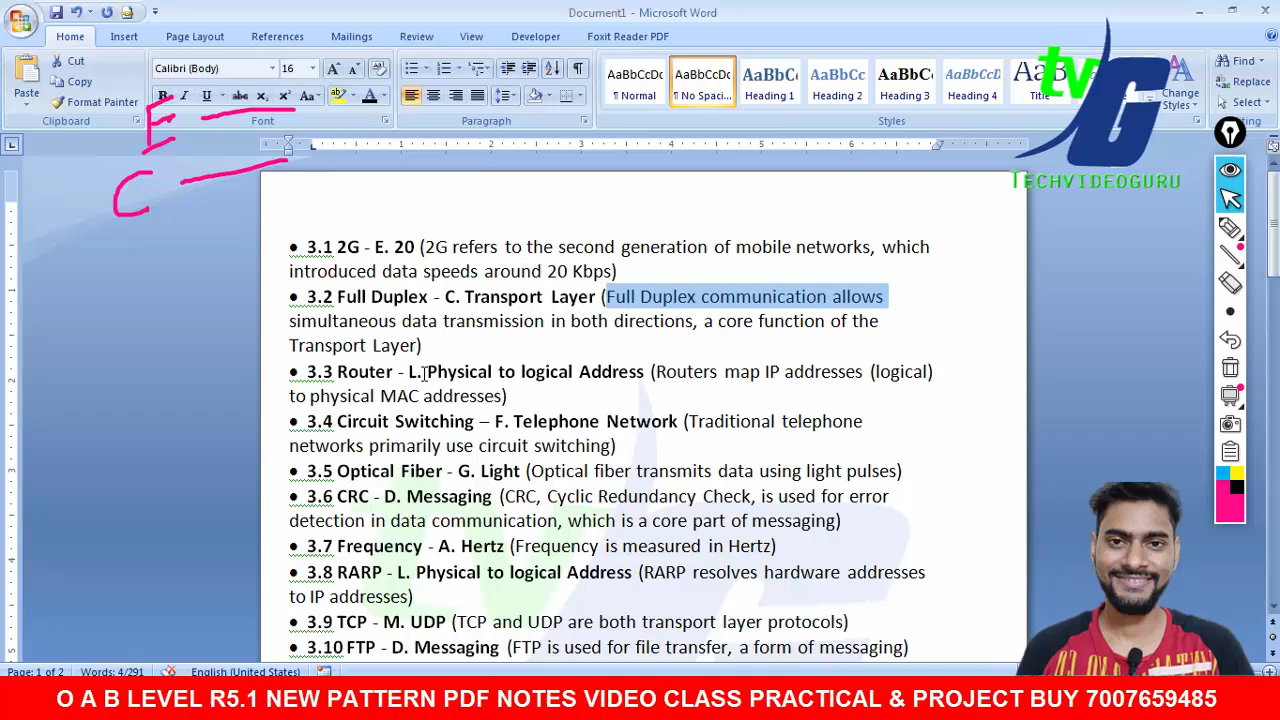 Document1 - Microsoft Word
Home Insert Page Layout References Mailings Review View Developer Foxit Reader PDF
Paste
Cut
Copy
Format Painter
Clipboard
Calibri (Body) 16
Font
Paragraph
AaBbCcDc AaBbCcDc AaBbCc AaBbCc AaBbCc AaBbCc AaB
¶ Normal ¶ No Spaci... Heading 1 Heading 2 Heading 3 Heading 4 Title
Change Styles
Styles
Find
Replace
Select
E
C
tv G
TECHVIDEOGURU
• 3.1 2G - E. 20 (2G refers to the second generation of mobile networks, which
introduced data speeds around 20 Kbps)
• 3.2 Full Duplex - C. Transport Layer (Full Duplex communication allows
simultaneous data transmission in both directions, a core function of the
Transport Layer)
• 3.3 Router - L. Physical to logical Address (Routers map IP addresses (logical)
to physical MAC addresses)
• 3.4 Circuit Switching – F. Telephone Network (Traditional telephone
networks primarily use circuit switching)
• 3.5 Optical Fiber - G. Light (Optical fiber transmits data using light pulses)
• 3.6 CRC - D. Messaging (CRC, Cyclic Redundancy Check, is used for error
detection in data communication, which is a core part of messaging)
• 3.7 Frequency - A. Hertz (Frequency is measured in Hertz)
• 3.8 RARP - L. Physical to logical Address (RARP resolves hardware addresses
to IP addresses)
• 3.9 TCP - M. UDP (TCP and UDP are both transport layer protocols)
• 3.10 FTP - D. Messaging (FTP is used for file transfer, a form of messaging)
Page: 1 of 2 Words: 4/291 English (United States)
O A B LEVEL R5.1 NEW PATTERN PDF NOTES VIDEO CLASS PRACTICAL & PROJECT BUY 7007659485